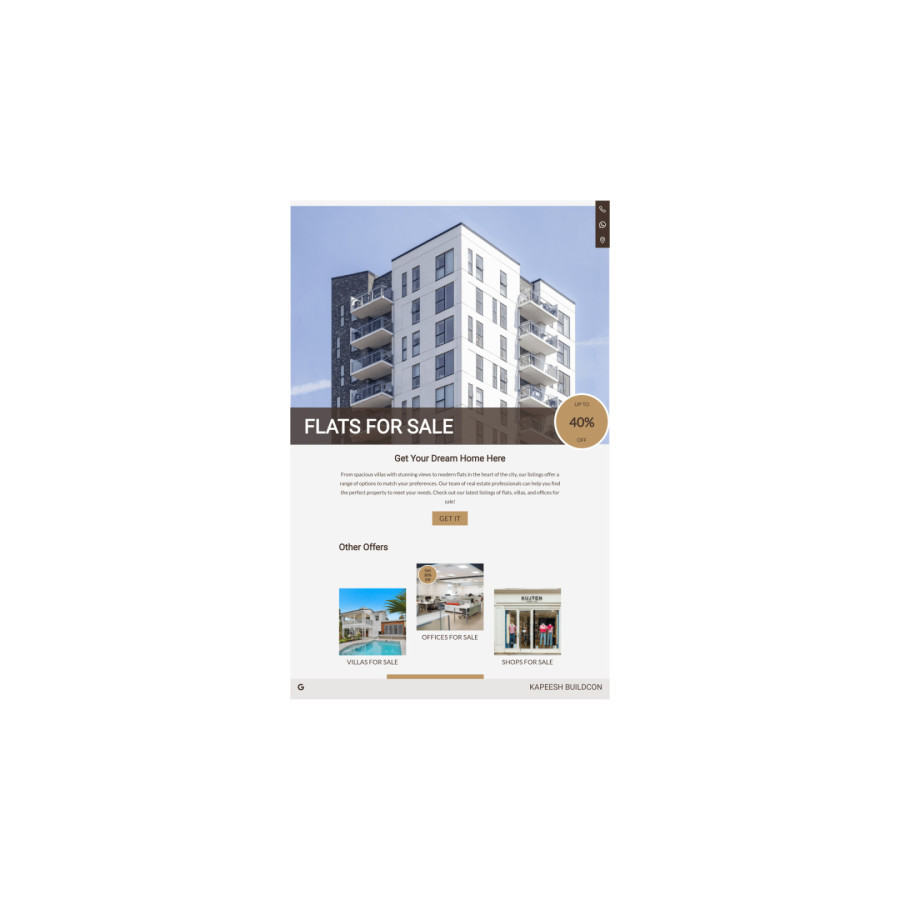 FLATS FOR SALE
UP TO
40%
OFF
Get Your Dream Home Here
From spacious villas with stunning views to modern flats in the heart of the city, our listings offer a
range of options to match your preferences. Our team of real estate professionals can help you find
the perfect property to meet your needs. Check out our latest listings of flats, villas, and offices for
sale!
GET IT
Other Offers
KUJTEN
VILLAS FOR SALE
OFFICES FOR SALE
SHOPS FOR SALE
G
KAPEESH BUILDCON